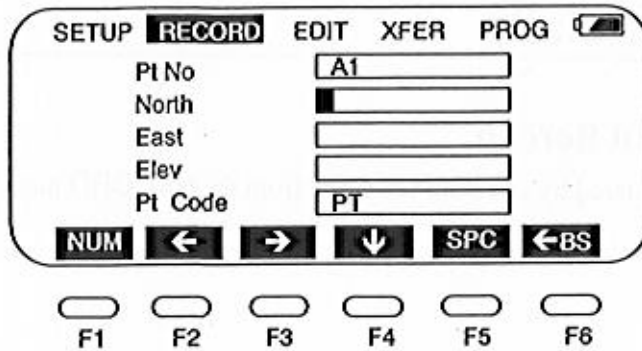 SETUP RECORD EDIT XFER PROG
Pt No A1
North
East
Elev
Pt Code PT
NUM ← → ↓ SPC ←BS
F1 F2 F3 F4 F5 F6